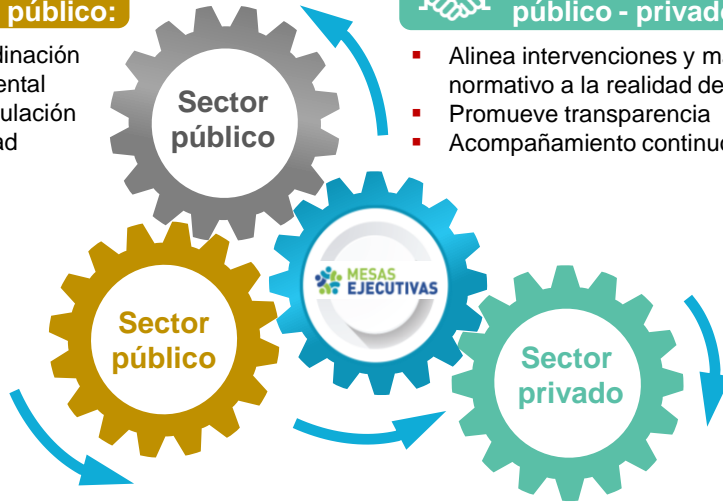 público:
dinación
ental
ulación
ad
público - privado
Alinea intervenciones y ma
normativo a la realidad de
Promueve transparencia
Acompañamiento continuo
Sector
público
MESAS
EJECUTIVAS
Sector
público
Sector
privado